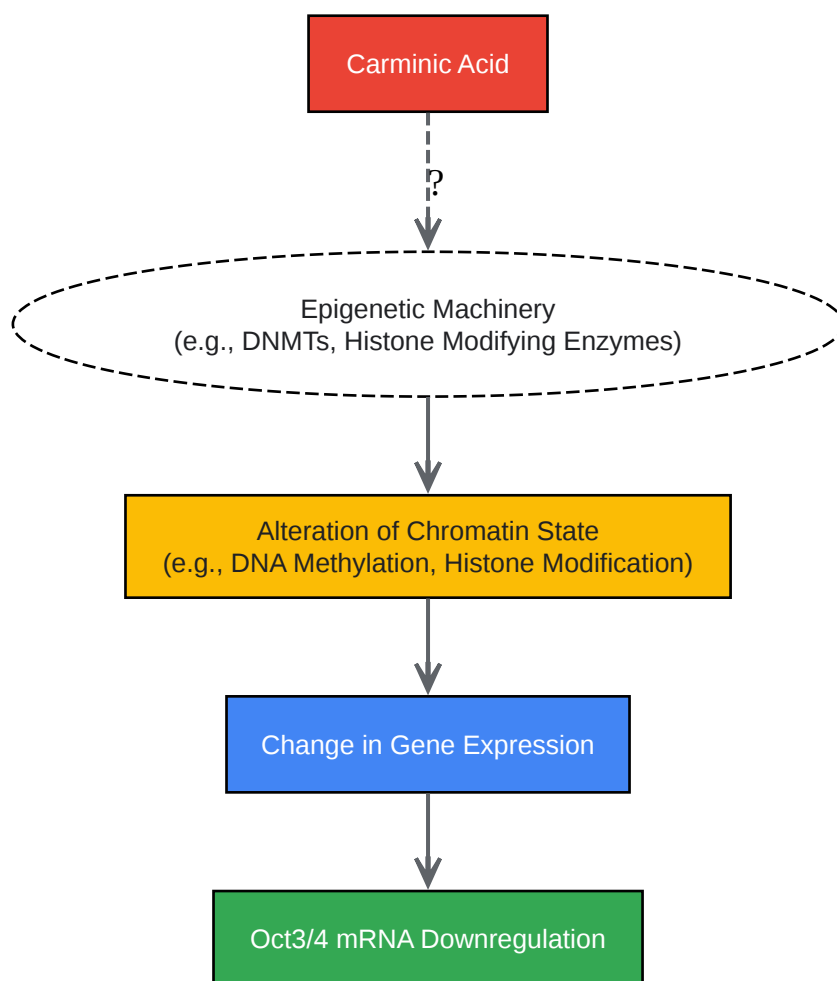 Carminic Acid
?
Epigenetic Machinery
(e.g., DNMTs, Histone Modifying Enzymes)
Alteration of Chromatin State
(e.g., DNA Methylation, Histone Modification)
Change in Gene Expression
Oct3/4 mRNA Downregulation